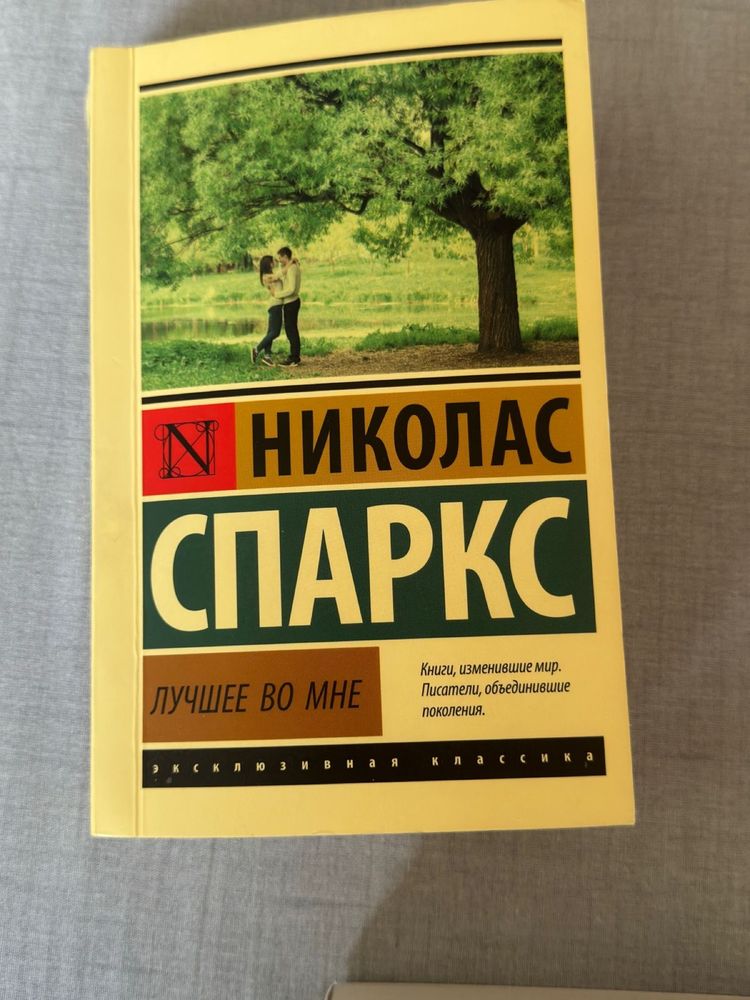 N
НИКОЛАС
СПАРКС
ЛУЧШЕЕ ВО МНЕ
Книги, изменившие мир.
Писатели, объединившие
поколения.
эксклюзивная классика